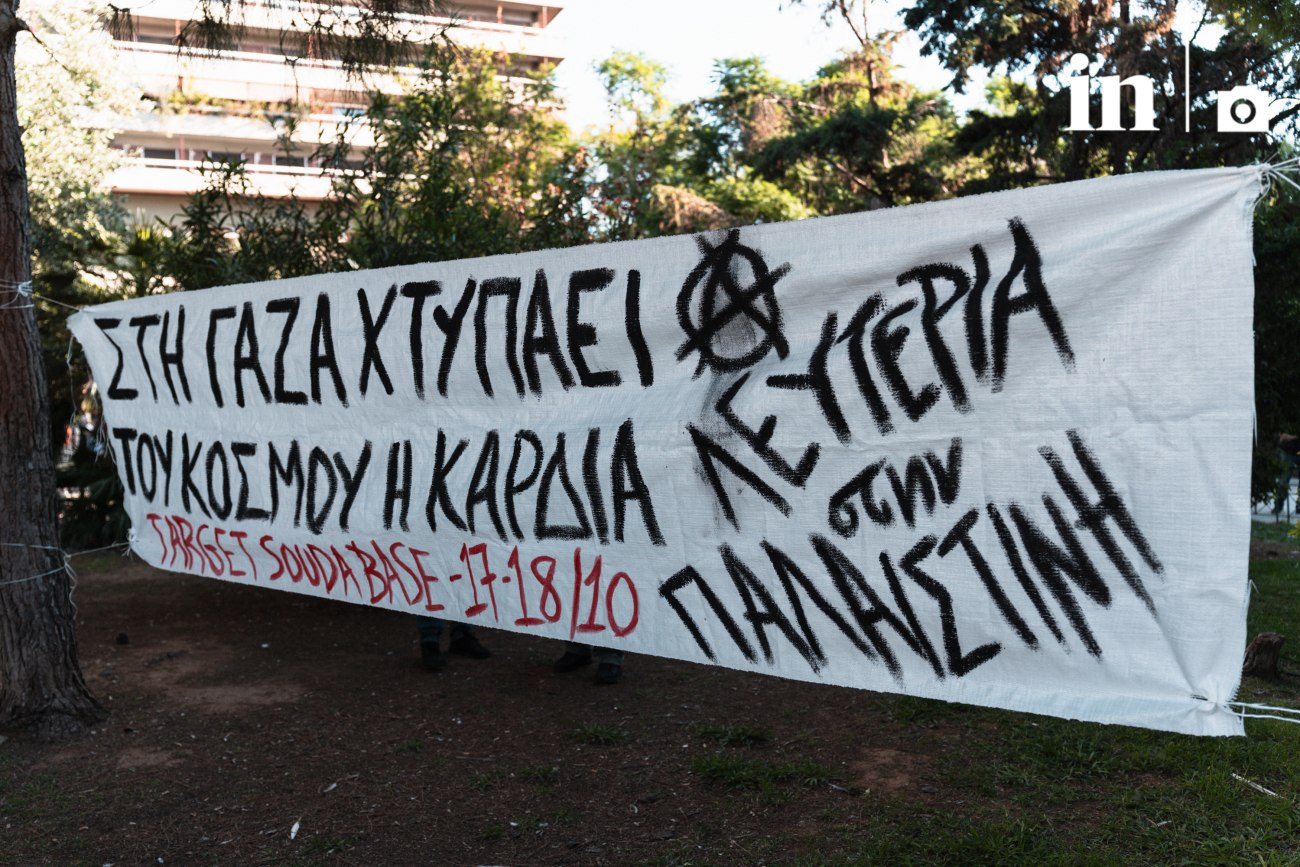 ΣΤΗ ΓΑΖΑ ΧΤΥΠΑΕΙ
ΤΟΥ ΚΟΣΜΟΥ Η ΚΑΡΔΙΑ
TARGET SOUDA BASE -17-18/10
ΛΕΥΤΕΡΙΑ
στην
ΠΑΛΑΙΣΤΙΝΗ
in